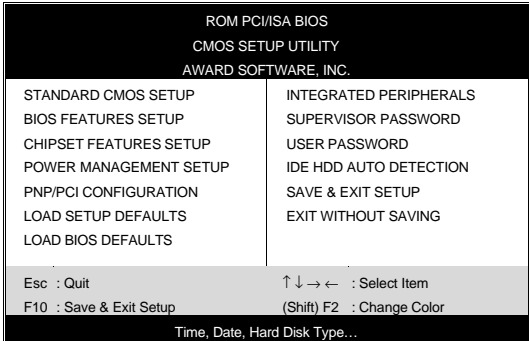 ROM PCI/ISA BIOS
CMOS SETUP UTILITY
AWARD SOFTWARE, INC.
STANDARD CMOS SETUP
BIOS FEATURES SETUP
CHIPSET FEATURES SETUP
POWER MANAGEMENT SETUP
PNP/PCI CONFIGURATION
LOAD SETUP DEFAULTS
LOAD BIOS DEFAULTS
INTEGRATED PERIPHERALS
SUPERVISOR PASSWORD
USER PASSWORD
IDE HDD AUTO DETECTION
SAVE & EXIT SETUP
EXIT WITHOUT SAVING
Esc : Quit
F10 : Save & Exit Setup
↑↓→← : Select Item
(Shift) F2 : Change Color
Time, Date, Hard Disk Type…